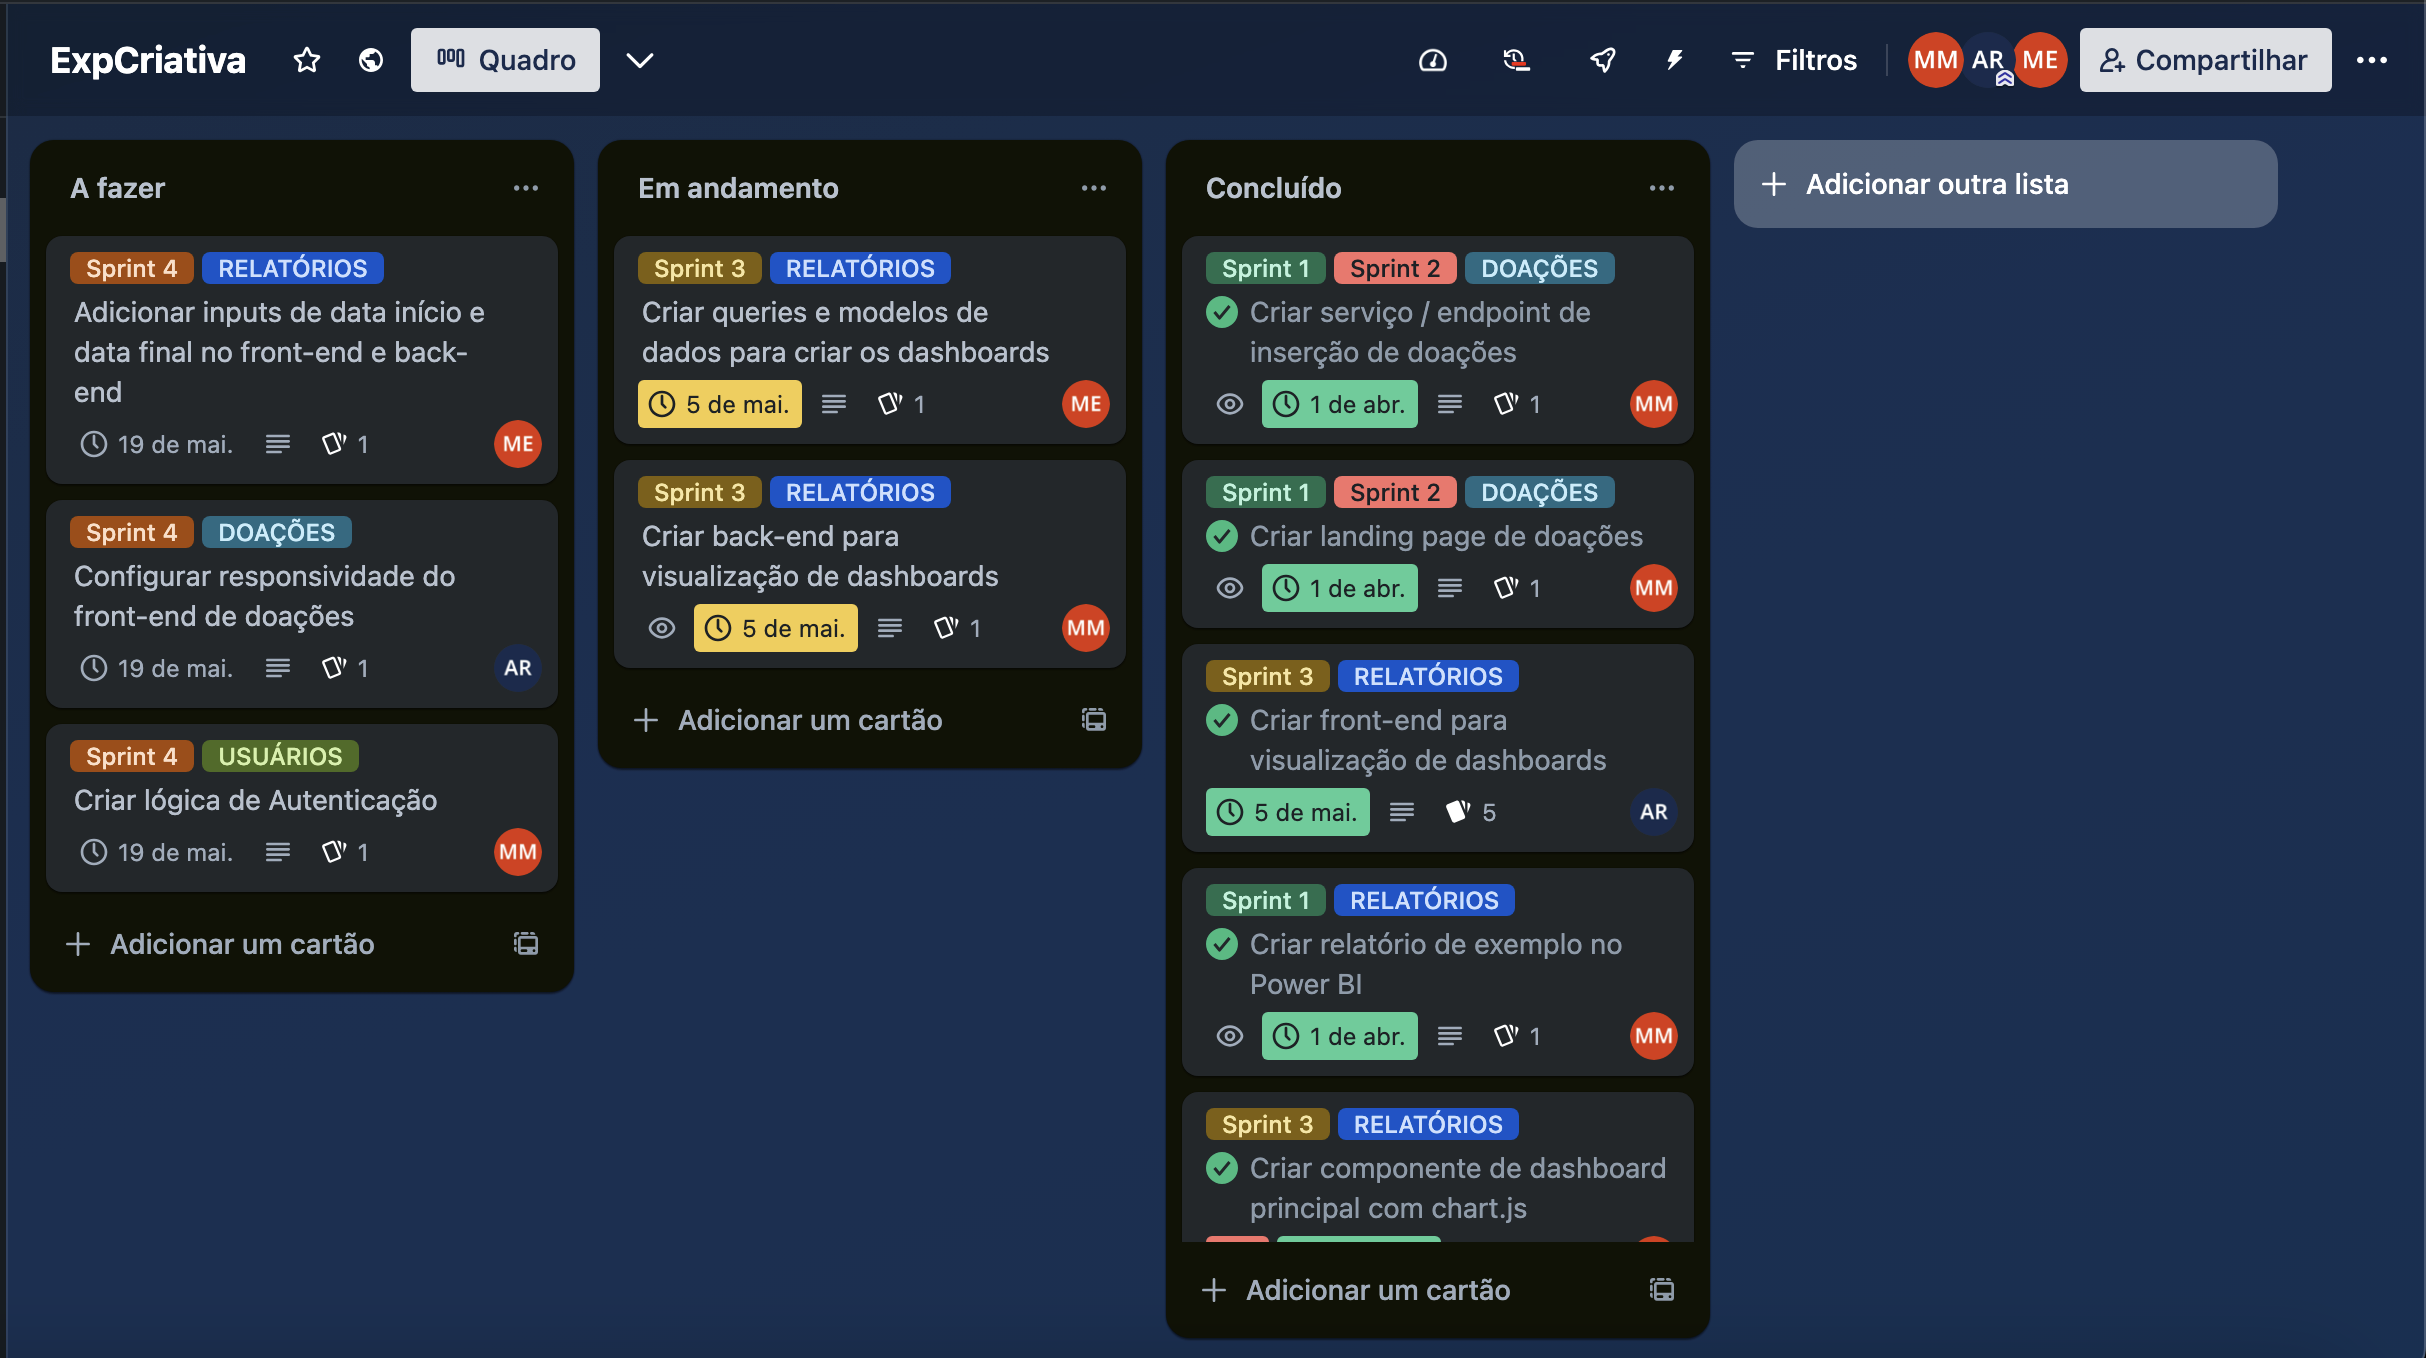 ExpCriativa
Quadro
Filtros
MM
AR
ME
Compartilhar
A fazer
Sprint 4 RELATÓRIOS
Adicionar inputs de data início e
data final no front-end e back-
end
19 de mai. 1 ME
Sprint 4 DOAÇÕES
Configurar responsividade do
front-end de doações
19 de mai. 1 AR
Sprint 4 USUÁRIOS
Criar lógica de Autenticação
19 de mai. 1 MM
Adicionar um cartão
Em andamento
Sprint 3 RELATÓRIOS
Criar queries e modelos de
dados para criar os dashboards
5 de mai. 1 ME
Sprint 3 RELATÓRIOS
Criar back-end para
visualização de dashboards
5 de mai. 1 MM
Adicionar um cartão
Concluído
Sprint 1 Sprint 2 DOAÇÕES
Criar serviço / endpoint de
inserção de doações
1 de abr. 1 MM
Sprint 1 Sprint 2 DOAÇÕES
Criar landing page de doações
1 de abr. 1 MM
Sprint 3 RELATÓRIOS
Criar front-end para
visualização de dashboards
5 de mai. 5 AR
Sprint 1 RELATÓRIOS
Criar relatório de exemplo no
Power BI
1 de abr. 1 MM
Sprint 3 RELATÓRIOS
Criar componente de dashboard
principal com chart.js
Adicionar um cartão
Adicionar outra lista